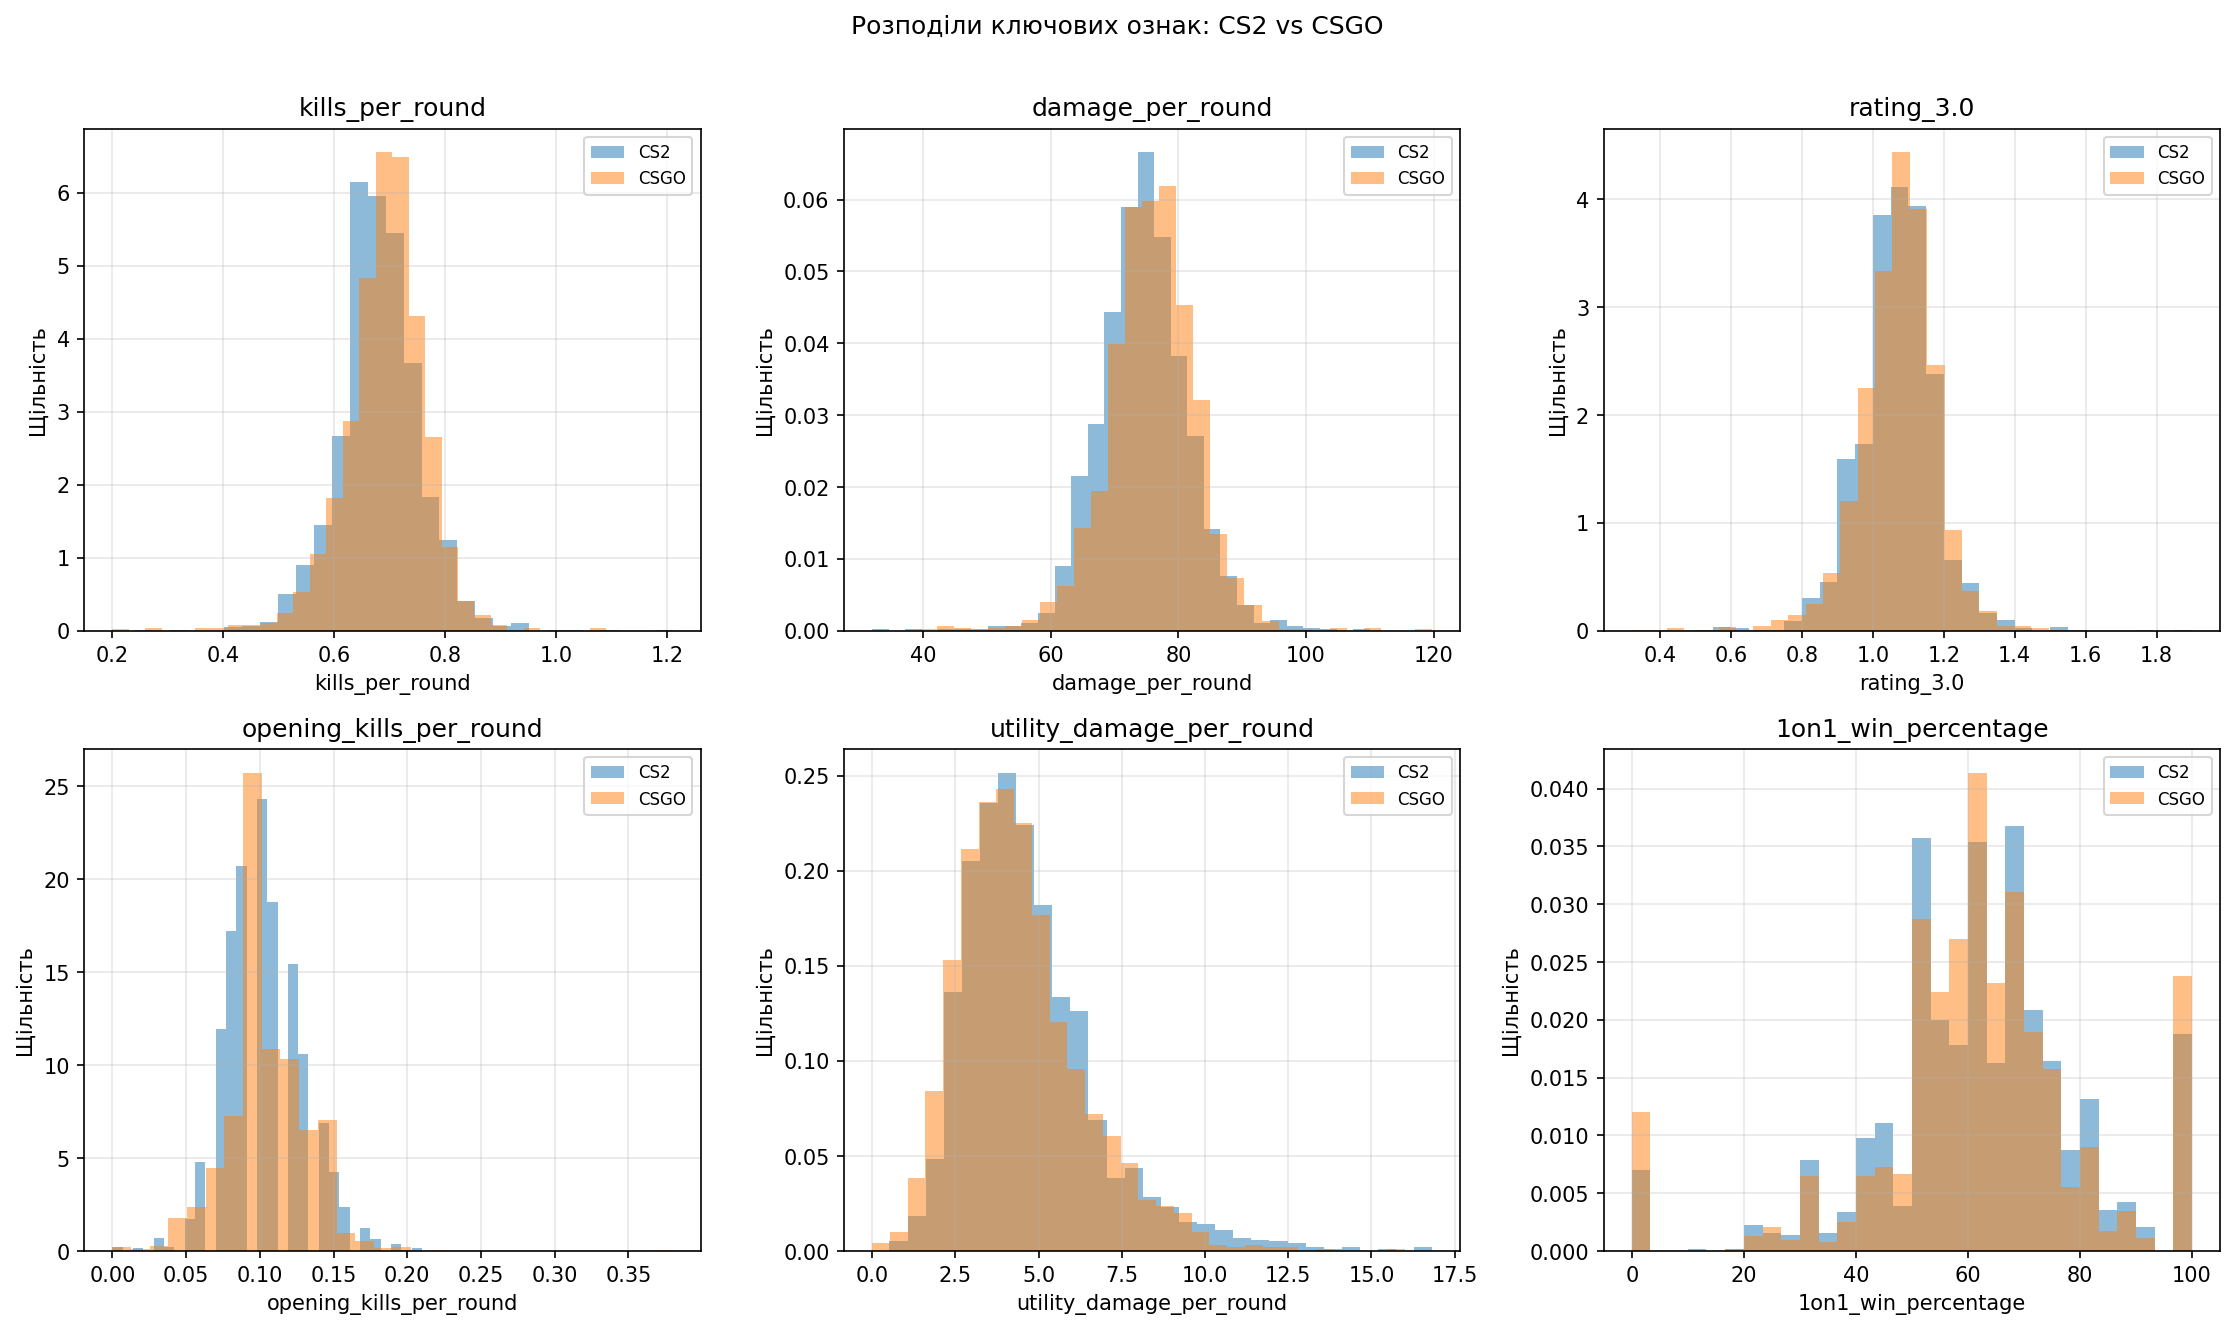 Розподіли ключових ознак: CS2 vs CSGO
kills_per_round
CS2
CSGO
6
5
4
3
2
1
0
Щільність
0.2 0.4 0.6 0.8 1.0 1.2
kills_per_round
damage_per_round
CS2
CSGO
0.06
0.05
0.04
0.03
0.02
0.01
0.00
Щільність
40 60 80 100 120
damage_per_round
rating_3.0
CS2
CSGO
4
3
2
1
0
Щільність
0.4 0.6 0.8 1.0 1.2 1.4 1.6 1.8
rating_3.0
opening_kills_per_round
CS2
CSGO
25
20
15
10
5
0
Щільність
0.00 0.05 0.10 0.15 0.20 0.25 0.30 0.35
opening_kills_per_round
utility_damage_per_round
CS2
CSGO
0.25
0.20
0.15
0.10
0.05
0.00
Щільність
0.0 2.5 5.0 7.5 10.0 12.5 15.0 17.5
utility_damage_per_round
1on1_win_percentage
CS2
CSGO
0.040
0.035
0.030
0.025
0.020
0.015
0.010
0.005
0.000
Щільність
0 20 40 60 80 100
1on1_win_percentage